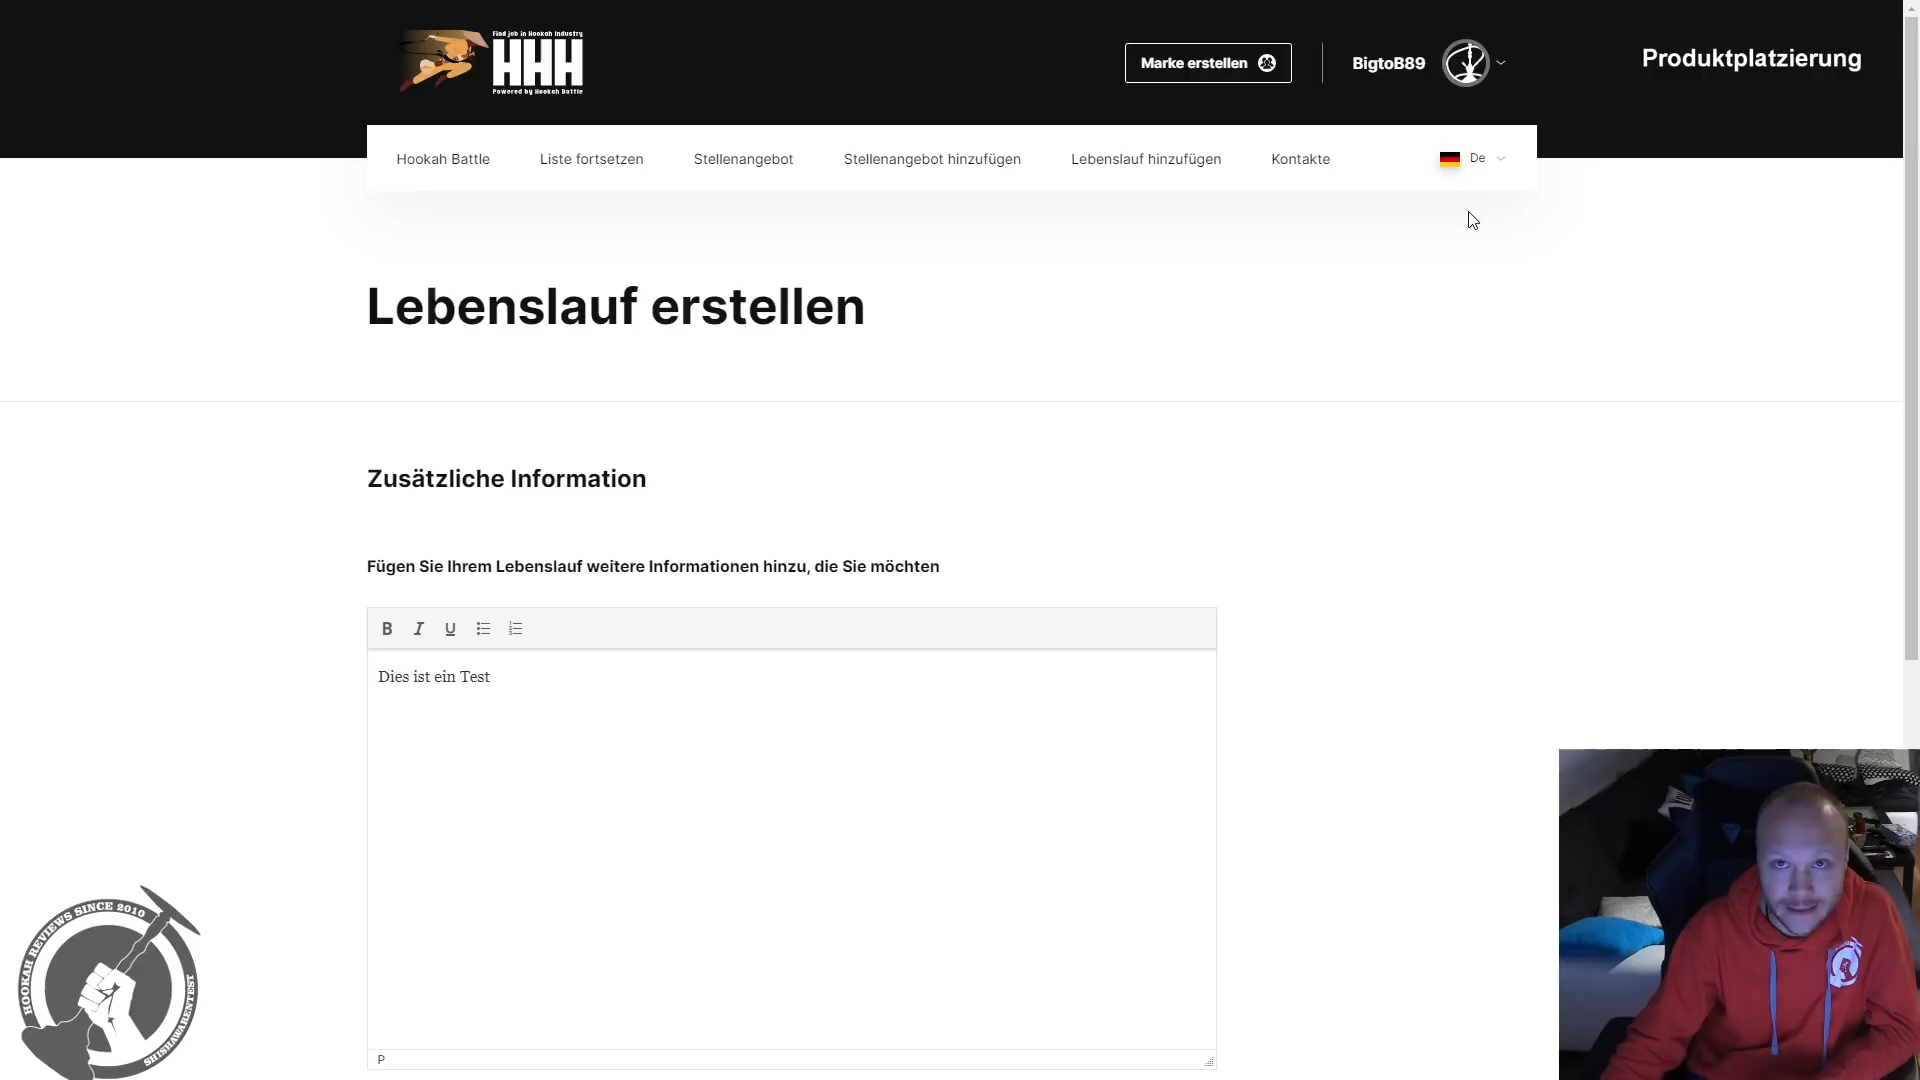 Find job in Hookah Industry
HHH
Powered by Hookah Battle
Marke erstellen
BigtoB89
Produktplatzierung
Hookah Battle
Liste fortsetzen
Stellenangebot
Stellenangebot hinzufügen
Lebenslauf hinzufügen
Kontakte
De
Lebenslauf erstellen
Zusätzliche Information
Fügen Sie Ihrem Lebenslauf weitere Informationen hinzu, die Sie möchten
B I U
Dies ist ein Test
P
HOOKAH REVIEWS SINCE 2010
SHISHAWARENTEST